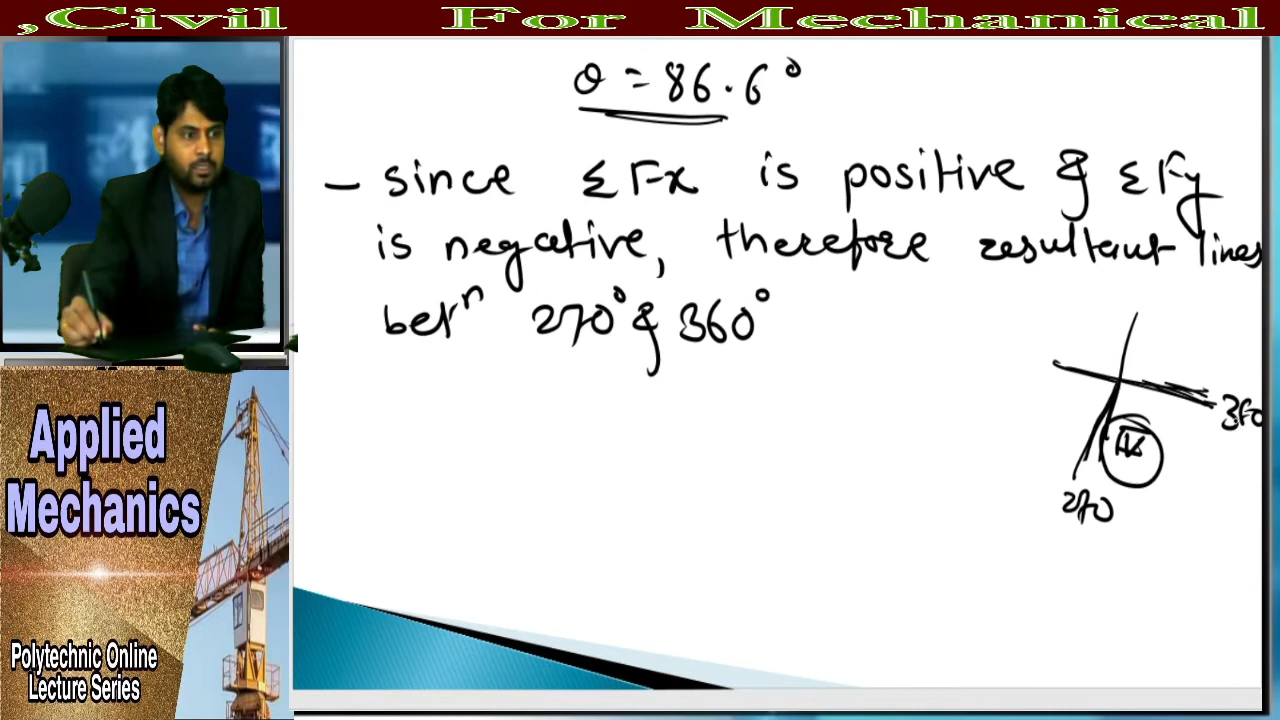 ,Civil For Mechanical
θ = 86.6°
- since ΣFx is positive & ΣFy
is negative, therefore resultant lines
betⁿ 270° & 360°
360
270
Applied
Mechanics
Polytechnic Online
Lecture Series